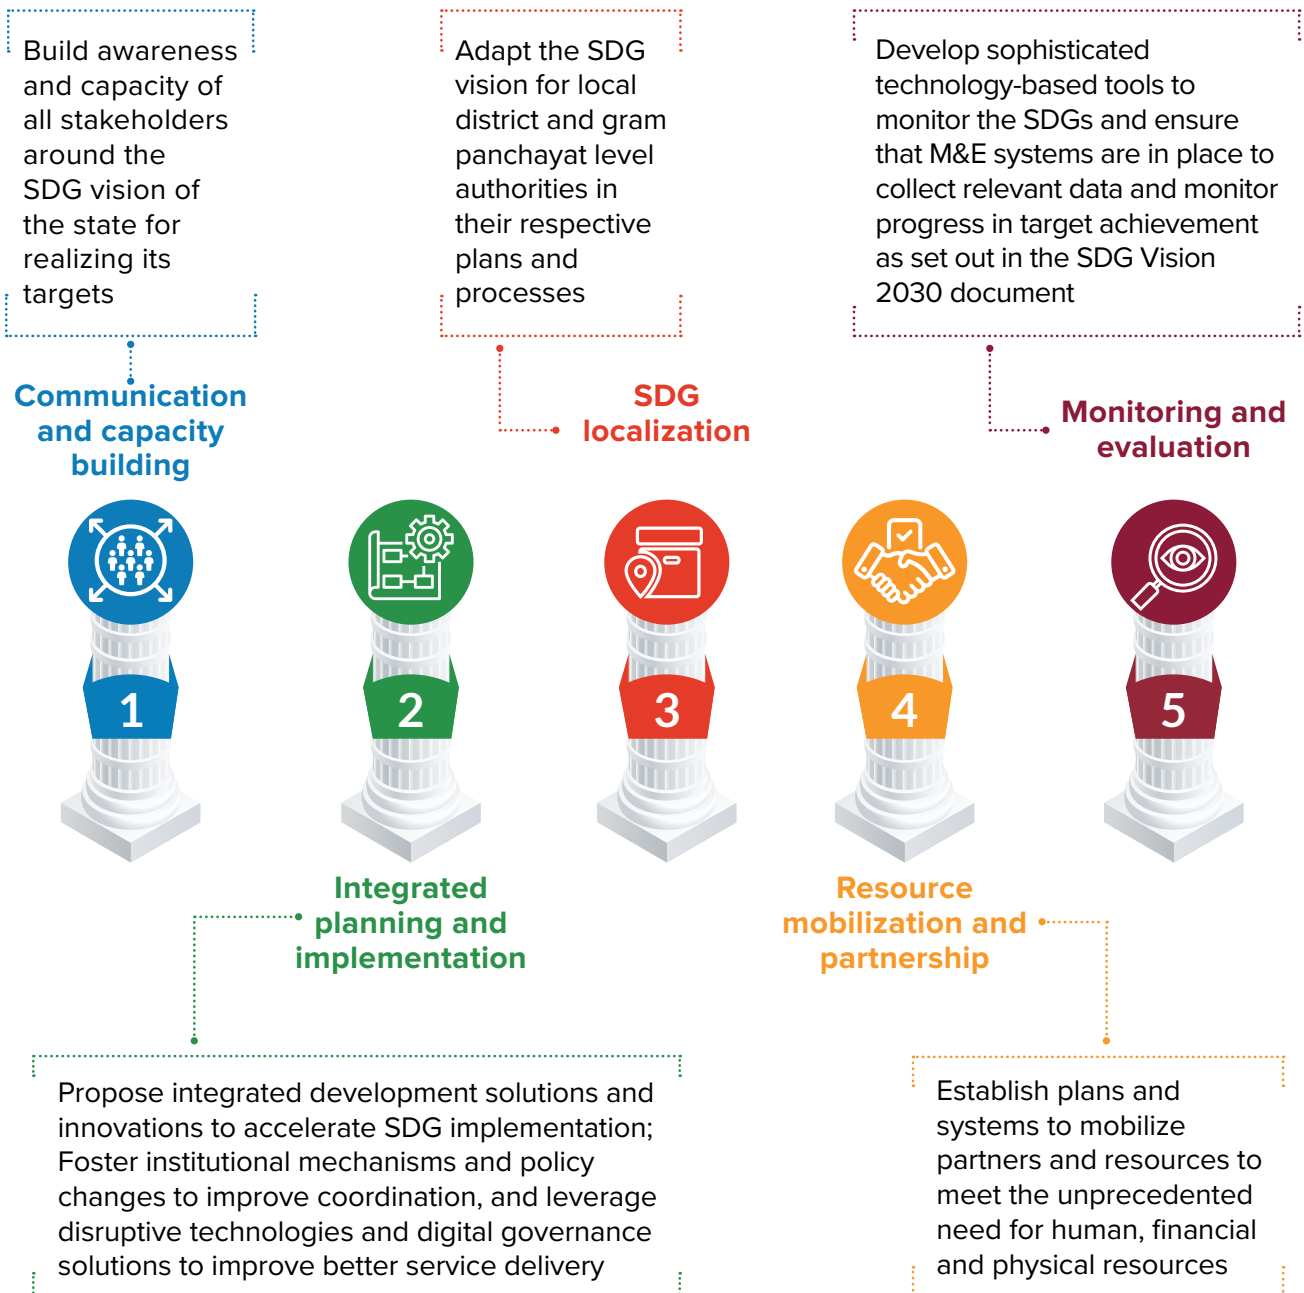 Build awareness
and capacity of
all stakeholders
around the
SDG vision of
the state for
realizing its
targets
Adapt the SDG
vision for local
district and gram
panchayat level
authorities in
their respective
plans and
processes
Develop sophisticated
technology-based tools to
monitor the SDGs and ensure
that M&E systems are in place to
collect relevant data and monitor
progress in target achievement
as set out in the SDG Vision
2030 document
Communication
and capacity
building
SDG
localization
Monitoring and
evaluation
1
2
3
4
5
Integrated
planning and
implementation
Resource
mobilization and
partnership
Propose integrated development solutions and
innovations to accelerate SDG implementation;
Foster institutional mechanisms and policy
changes to improve coordination, and leverage
disruptive technologies and digital governance
solutions to improve better service delivery
Establish plans and
systems to mobilize
partners and resources to
meet the unprecedented
need for human, financial
and physical resources